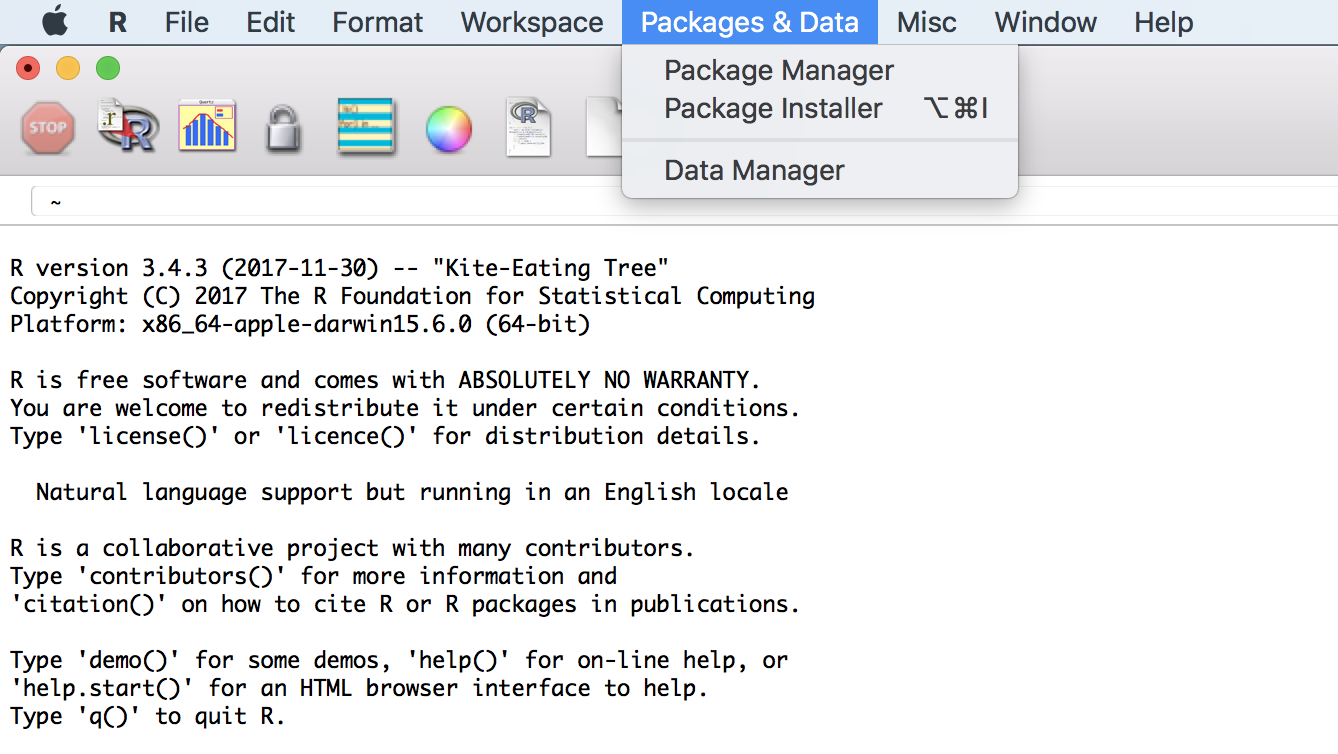 R File Edit Format Workspace Packages & Data Misc Window Help
Package Manager
Package Installer ⌥⌘I
Data Manager
STOP
~
R version 3.4.3 (2017-11-30) -- "Kite-Eating Tree"
Copyright (C) 2017 The R Foundation for Statistical Computing
Platform: x86_64-apple-darwin15.6.0 (64-bit)
R is free software and comes with ABSOLUTELY NO WARRANTY.
You are welcome to redistribute it under certain conditions.
Type 'license()' or 'licence()' for distribution details.
Natural language support but running in an English locale
R is a collaborative project with many contributors.
Type 'contributors()' for more information and
'citation()' on how to cite R or R packages in publications.
Type 'demo()' for some demos, 'help()' for on-line help, or
'help.start()' for an HTML browser interface to help.
Type 'q()' to quit R.